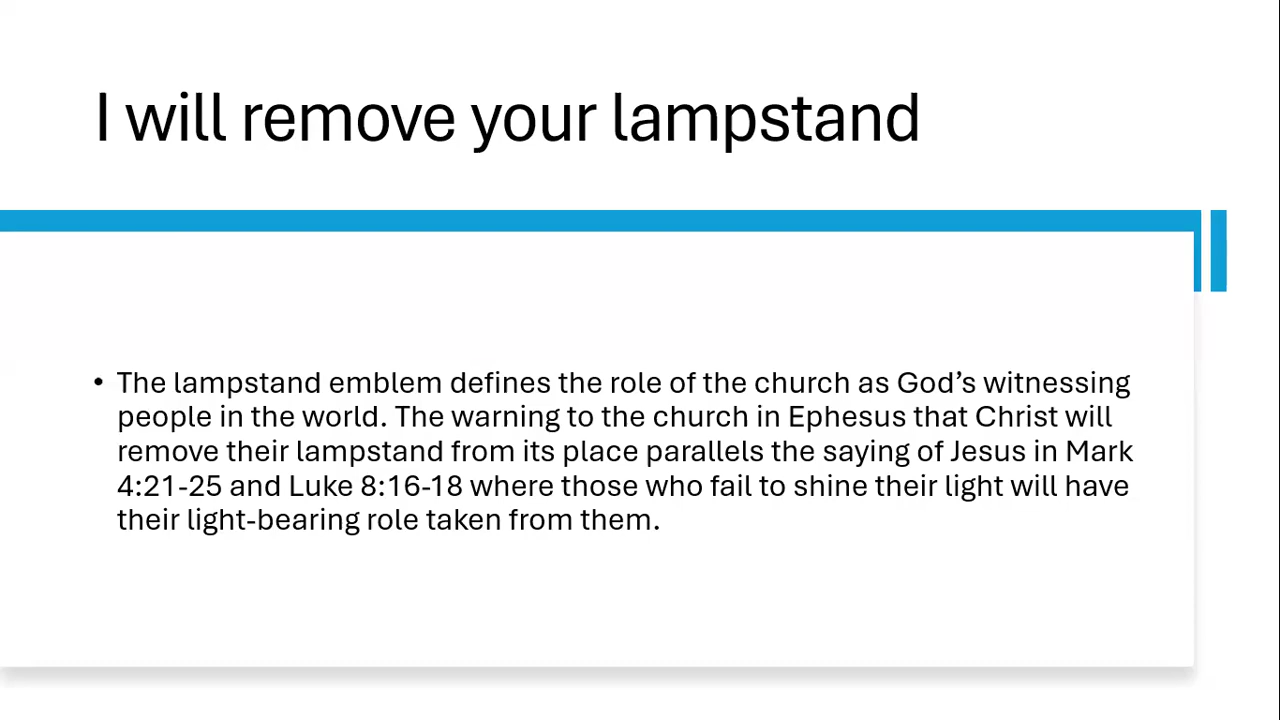 I will remove your lampstand
• The lampstand emblem defines the role of the church as God’s witnessing
people in the world. The warning to the church in Ephesus that Christ will
remove their lampstand from its place parallels the saying of Jesus in Mark
4:21-25 and Luke 8:16-18 where those who fail to shine their light will have
their light-bearing role taken from them.